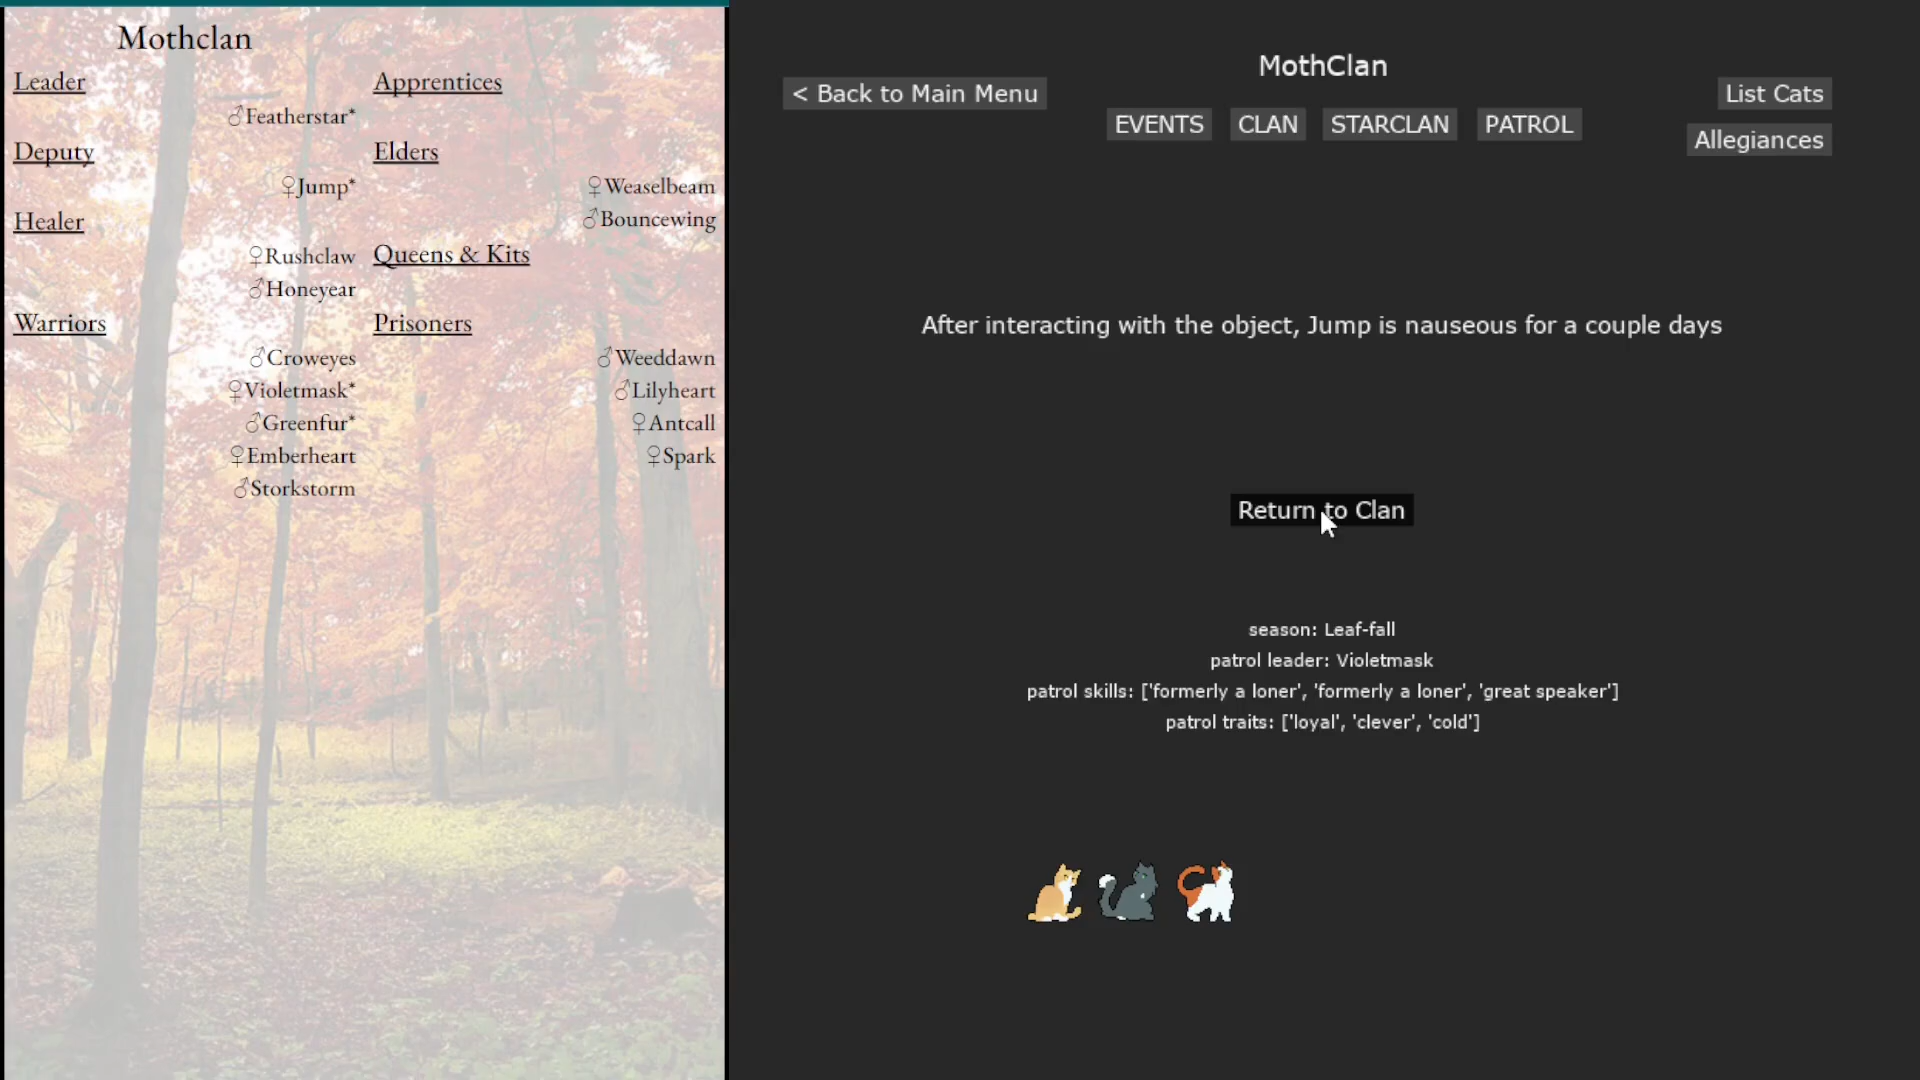 Mothclan
Leader
♂Featherstar*
Deputy
♀Jump*
Healer
♀Rushclaw
♂Honeyear
Warriors
♂Croweyes
♀Violetmask*
♂Greenfur*
♀Emberheart
♂Storkstorm
Apprentices
Elders
♀Weaselbeam
♂Bouncewing
Queens & Kits
Prisoners
♂Weeddawn
♂Lilyheart
♀Antcall
♀Spark
MothClan
< Back to Main Menu
List Cats
EVENTS CLAN STARCLAN PATROL
Allegiances
After interacting with the object, Jump is nauseous for a couple days
Return to Clan
season: Leaf-fall
patrol leader: Violetmask
patrol skills: ['formerly a loner', 'formerly a loner', 'great speaker']
patrol traits: ['loyal', 'clever', 'cold']